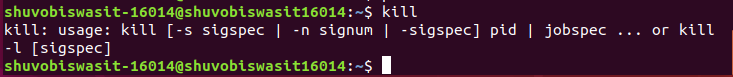 shuvobiswasit-16014@shuvobiswasit16014:~$ kill
kill: usage: kill [-s sigspec | -n signum | -sigspec] pid | jobspec ... or kill
-l [sigspec]
shuvobiswasit-16014@shuvobiswasit16014:~$